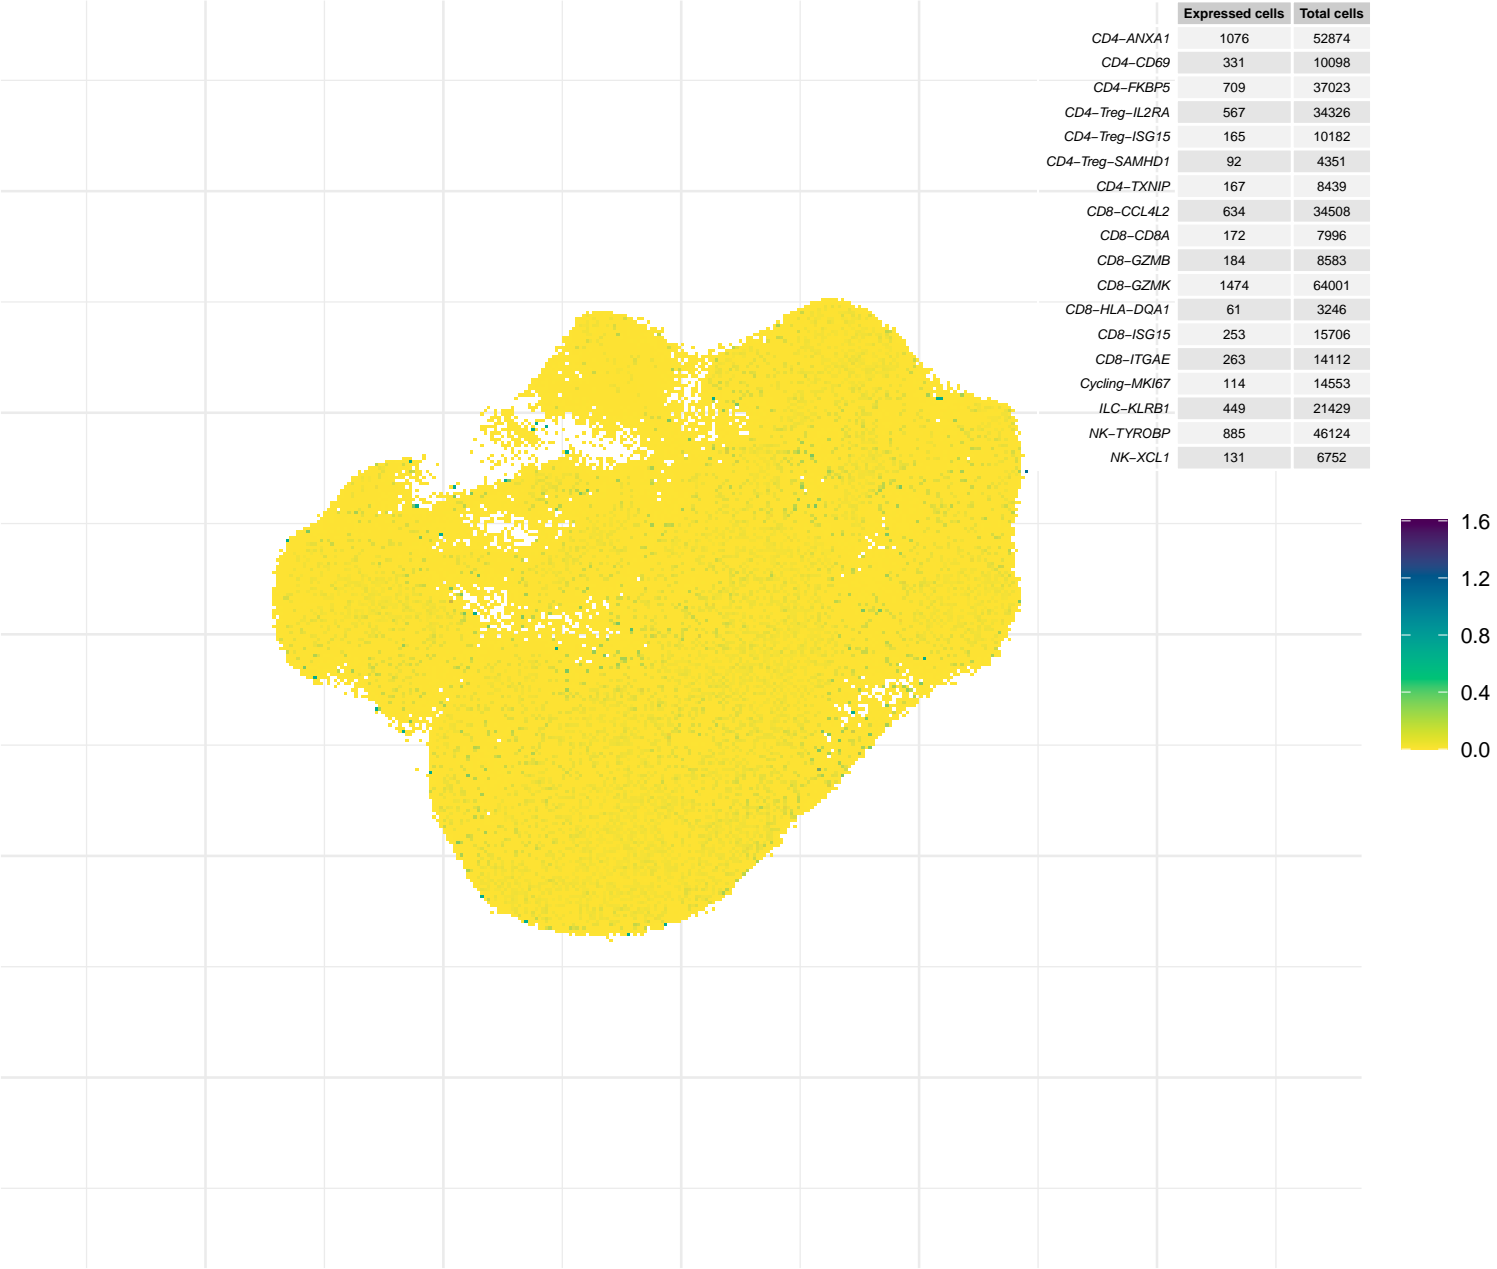 Expressed cells Total cells
CD4−ANXA1 1076 52874
CD4−CD69 331 10098
CD4−FKBP5 709 37023
CD4−Treg−IL2RA 567 34326
CD4−Treg−ISG15 165 10182
CD4−Treg−SAMHD1 92 4351
CD4−TXNIP 167 8439
CD8−CCL4L2 634 34508
CD8−CD8A 172 7996
CD8−GZMB 184 8583
CD8−GZMK 1474 64001
CD8−HLA−DQA1 61 3246
CD8−ISG15 253 15706
CD8−ITGAE 263 14112
Cycling−MKI67 114 14553
ILC−KLRB1 449 21429
NK−TYROBP 885 46124
NK−XCL1 131 6752
1.6
1.2
0.8
0.4
0.0